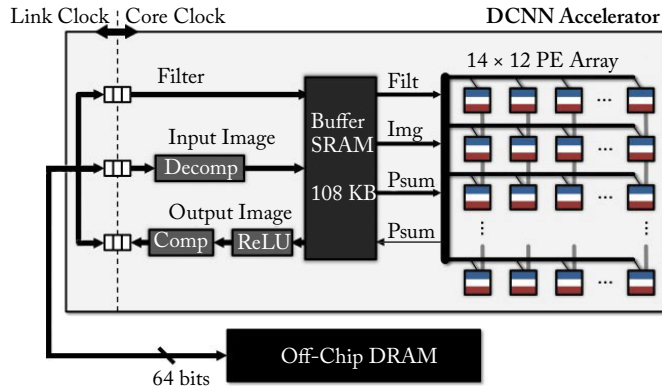 Link Clock Core Clock DCNN Accelerator
14 × 12 PE Array
Filter Filt
Buffer
SRAM
108 KB
Img
Input Image
Decomp
Psum
Output Image
Comp ReLU Psum
...
...
...
...
...
...
Off-Chip DRAM
64 bits